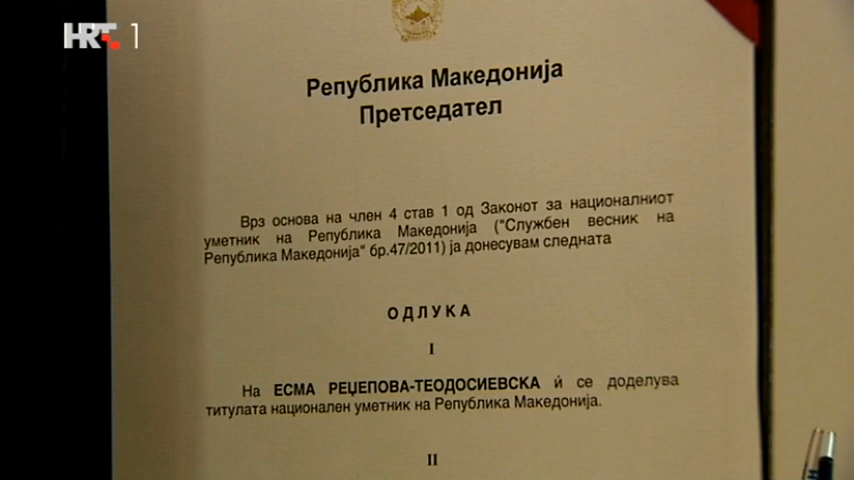 HRT 1
Република Македонија
Претседател
Врз основа на член 4 став 1 од Законот за националниот
уметник на Република Македонија ("Службен весник на
Република Македонија" бр.47/2011) ја донесувам следната
О Д Л У К А
I
На ЕСМА РЕЏЕПОВА-ТЕОДОСИЕВСКА ѝ се доделува
титулата национален уметник на Република Македонија.
II